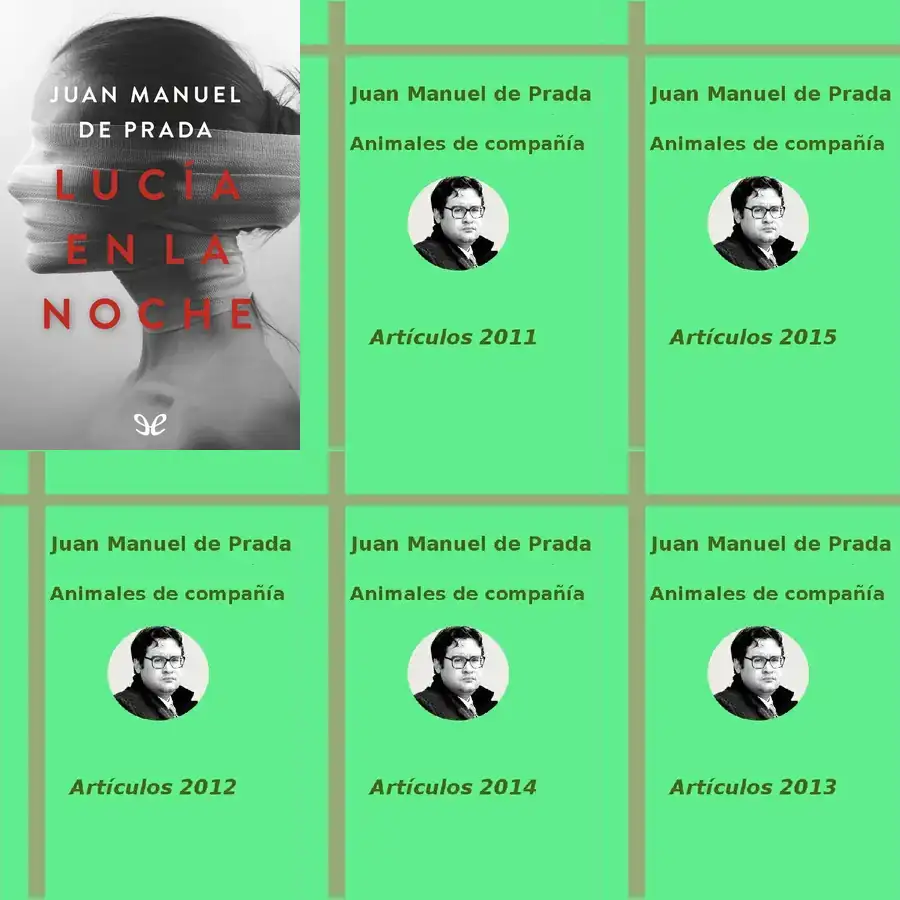 JUAN MANUEL
DE PRADA
LUCÍA
EN LA
NOCHE
Juan Manuel de Prada
Animales de compañía
Artículos 2011
Juan Manuel de Prada
Animales de compañía
Artículos 2015
Juan Manuel de Prada
Animales de compañía
Artículos 2012
Juan Manuel de Prada
Animales de compañía
Artículos 2014
Juan Manuel de Prada
Animales de compañía
Artículos 2013